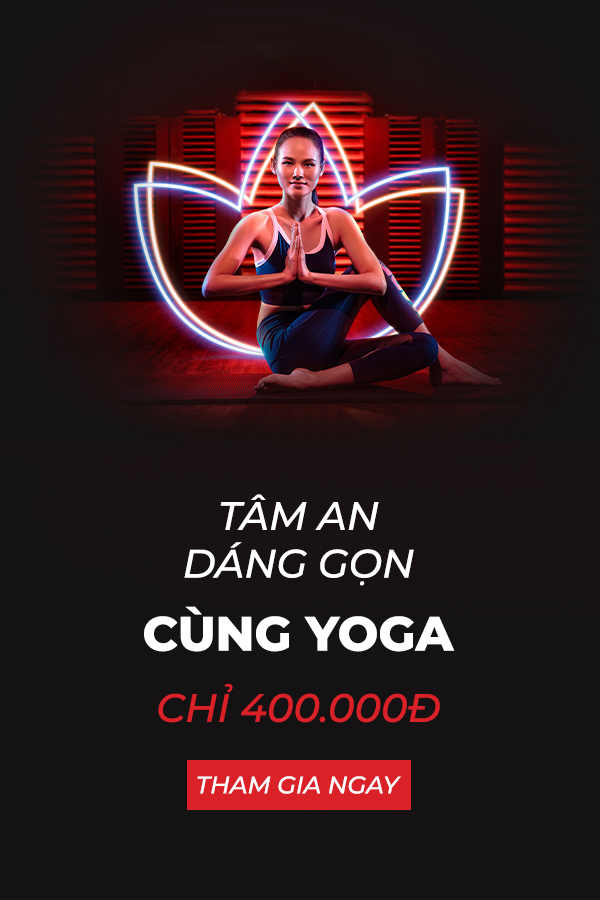 TÂM AN
DÁNG GỌN
CÙNG YOGA
CHỈ 400.000Đ
THAM GIA NGAY